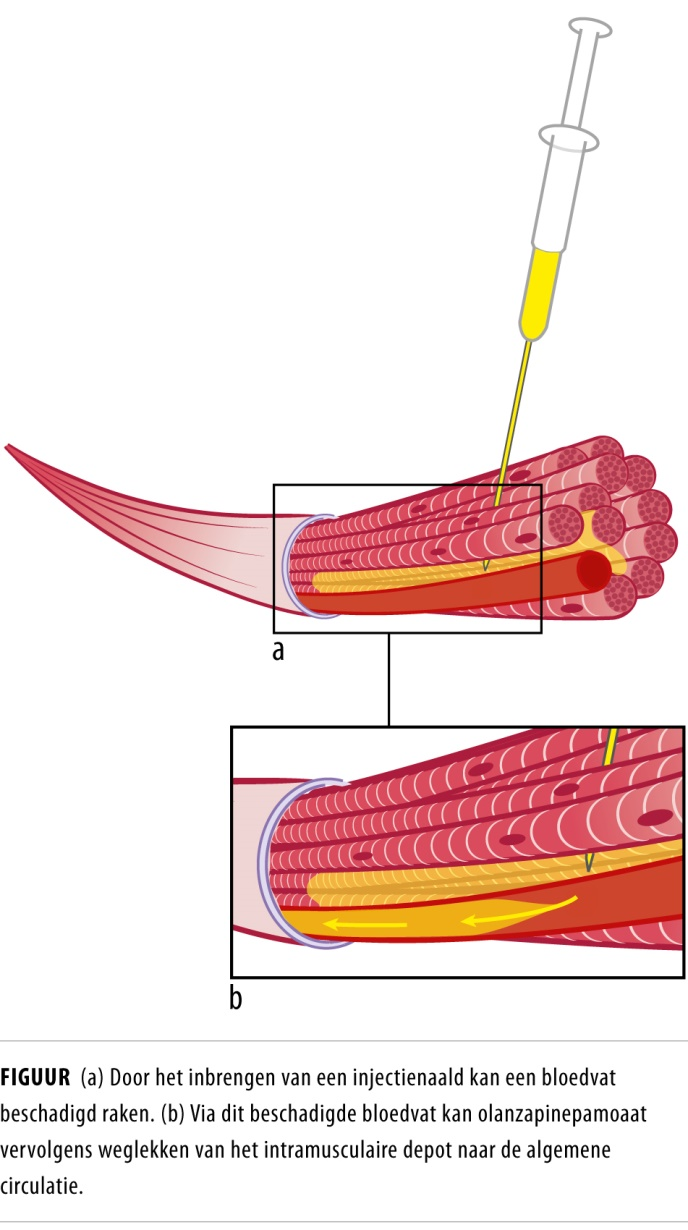 a
b
FIGUUR (a) Door het inbrengen van een injectienaald kan een bloedvat
beschadigd raken. (b) Via dit beschadigde bloedvat kan olanzapinepamoaat
vervolgens weglekken van het intramusculaire depot naar de algemene
circulatie.